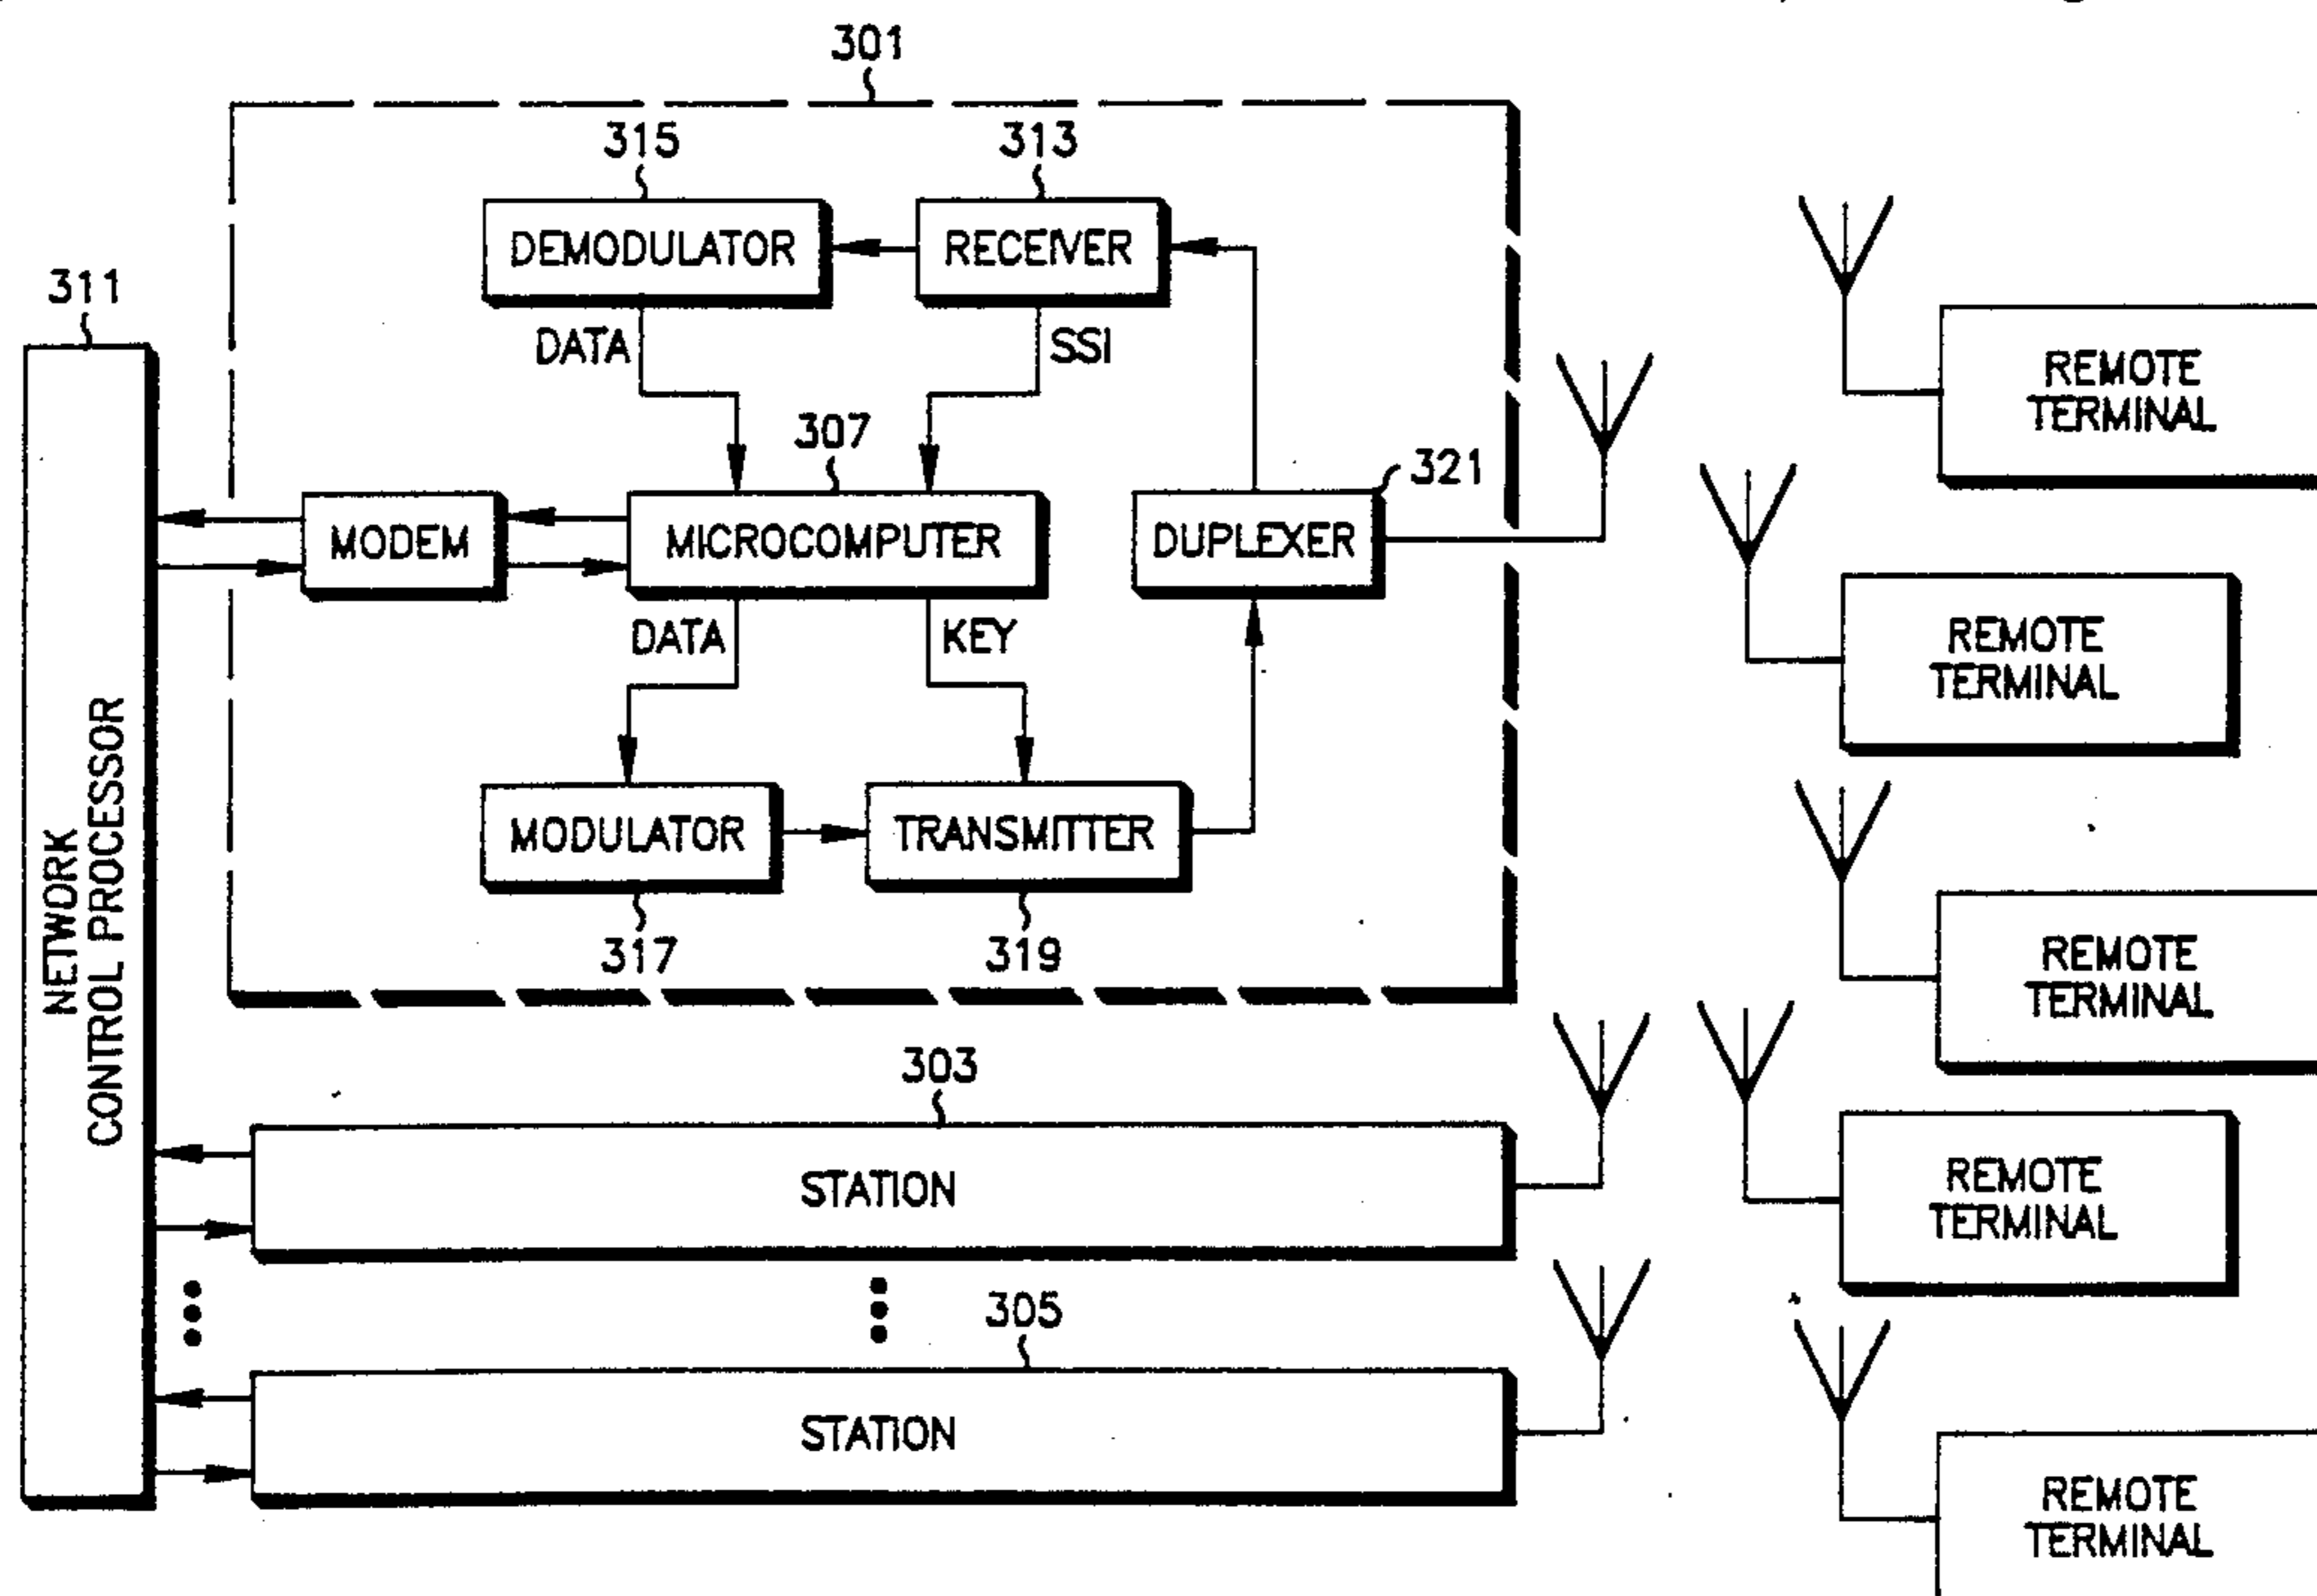 301
315
313
DEMODULATOR
RECEIVER
311
DATA
SSI
REMOTE
TERMINAL
307
321
MODEM
MICROCOMPUTER
DUPLEXER
DATA
KEY
REMOTE
TERMINAL
NETWORK
CONTROL PROCESSOR
MODULATOR
TRANSMITTER
317
319
REMOTE
TERMINAL
303
STATION
REMOTE
TERMINAL
305
STATION
REMOTE
TERMINAL